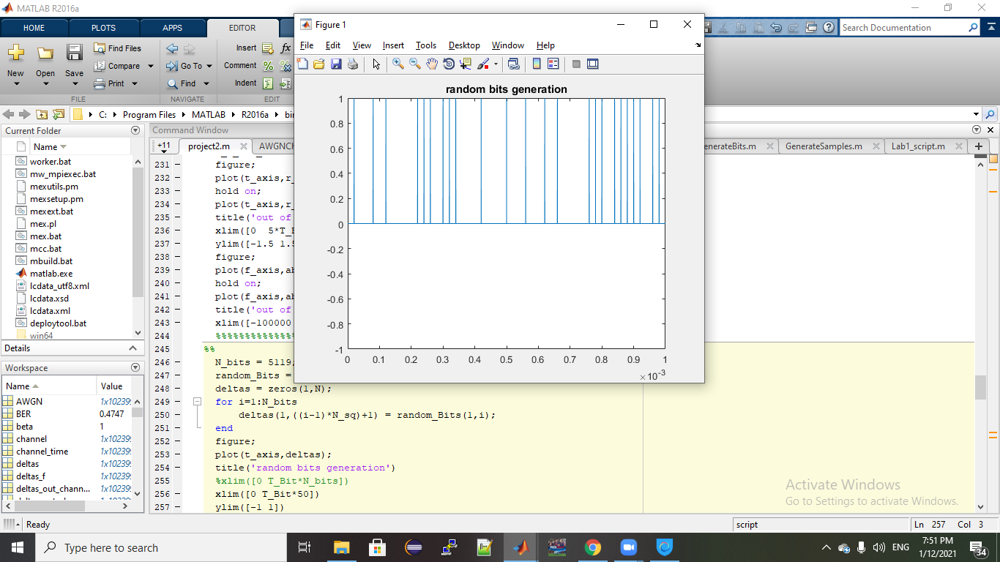 MATLAB R2016a
HOME PLOTS APPS EDITOR
Search Documentation
New Open Save
Find Files
Compare
Print
FILE
Go To
Find
NAVIGATE
Insert
Comment
Indent
EDIT
C: Program Files MATLAB R2016a
Current Folder
Name
worker.bat
mw_mpiexec.bat
mexutils.pm
mexsetup.pm
mexext.bat
mex.pl
mex.bat
mcc.bat
mbuild.bat
matlab.exe
lcdata_utf8.xml
lcdata.xsd
lcdata.xml
deploytool.bat
win64
Details
Workspace
Name Value
AWGN 1x10239
BER 0.4747
beta 1
channel 1x10239
channel_time 1x10239
deltas 1x10239
deltas_f 1x10239
deltas_out_chann... 1x10239
Command Window
+11 project2.m AWGNCH enerateBits.m GenerateSamples.m Lab1_script.m
231 figure;
232 plot(t_axis,r_
233 hold on;
234 plot(t_axis,r_
235 title('out of
236 xlim([0 5*T_B
237 ylim([-1.5 1.5
238 figure;
239 plot(f_axis,ab
240 hold on;
241 plot(f_axis,ab
242 title('out of
243 xlim([-100000
244 %%%%%%%%%%%%%%
245 %%
246 N_bits = 5119;
247 random_Bits =
248 deltas = zeros(1,N);
249 for i=1:N_bits
250 deltas(1,((i-1)*N_sq)+1) = random_Bits(1,i);
251 end
252 figure;
253 plot(t_axis,deltas);
254 title('random bits generation')
255 %xlim([0 T_Bit*N_bits])
256 xlim([0 T_Bit*50])
257 ylim([-1 1])
Figure 1
File Edit View Insert Tools Desktop Window Help
random bits generation
1
0.8
0.6
0.4
0.2
0
-0.2
-0.4
-0.6
-0.8
-1
0 0.1 0.2 0.3 0.4 0.5 0.6 0.7 0.8 0.9 1
×10-3
Activate Windows
Go to Settings to activate Windows.
Ready
script
Ln 257 Col 3
Type here to search
ENG
7:51 PM
1/12/2021
34